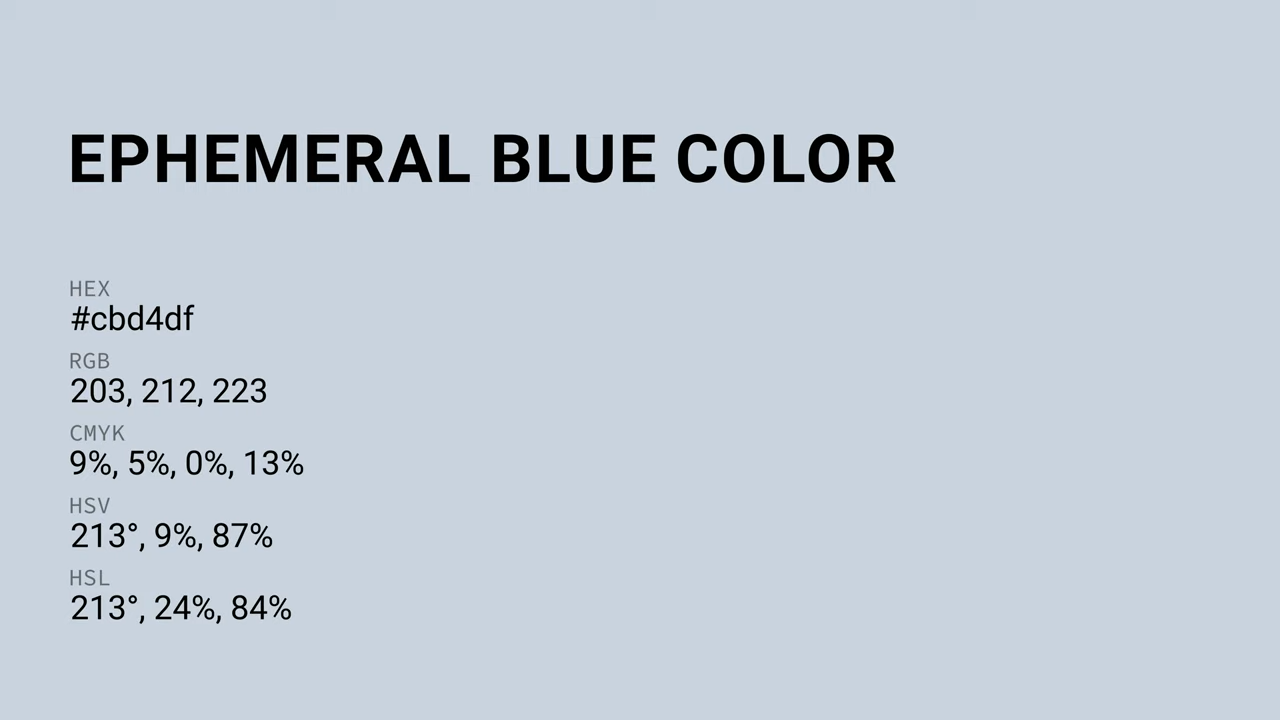 EPHEMERAL BLUE COLOR
HEX
#cbd4df
RGB
203, 212, 223
CMYK
9%, 5%, 0%, 13%
HSV
213°, 9%, 87%
HSL
213°, 24%, 84%